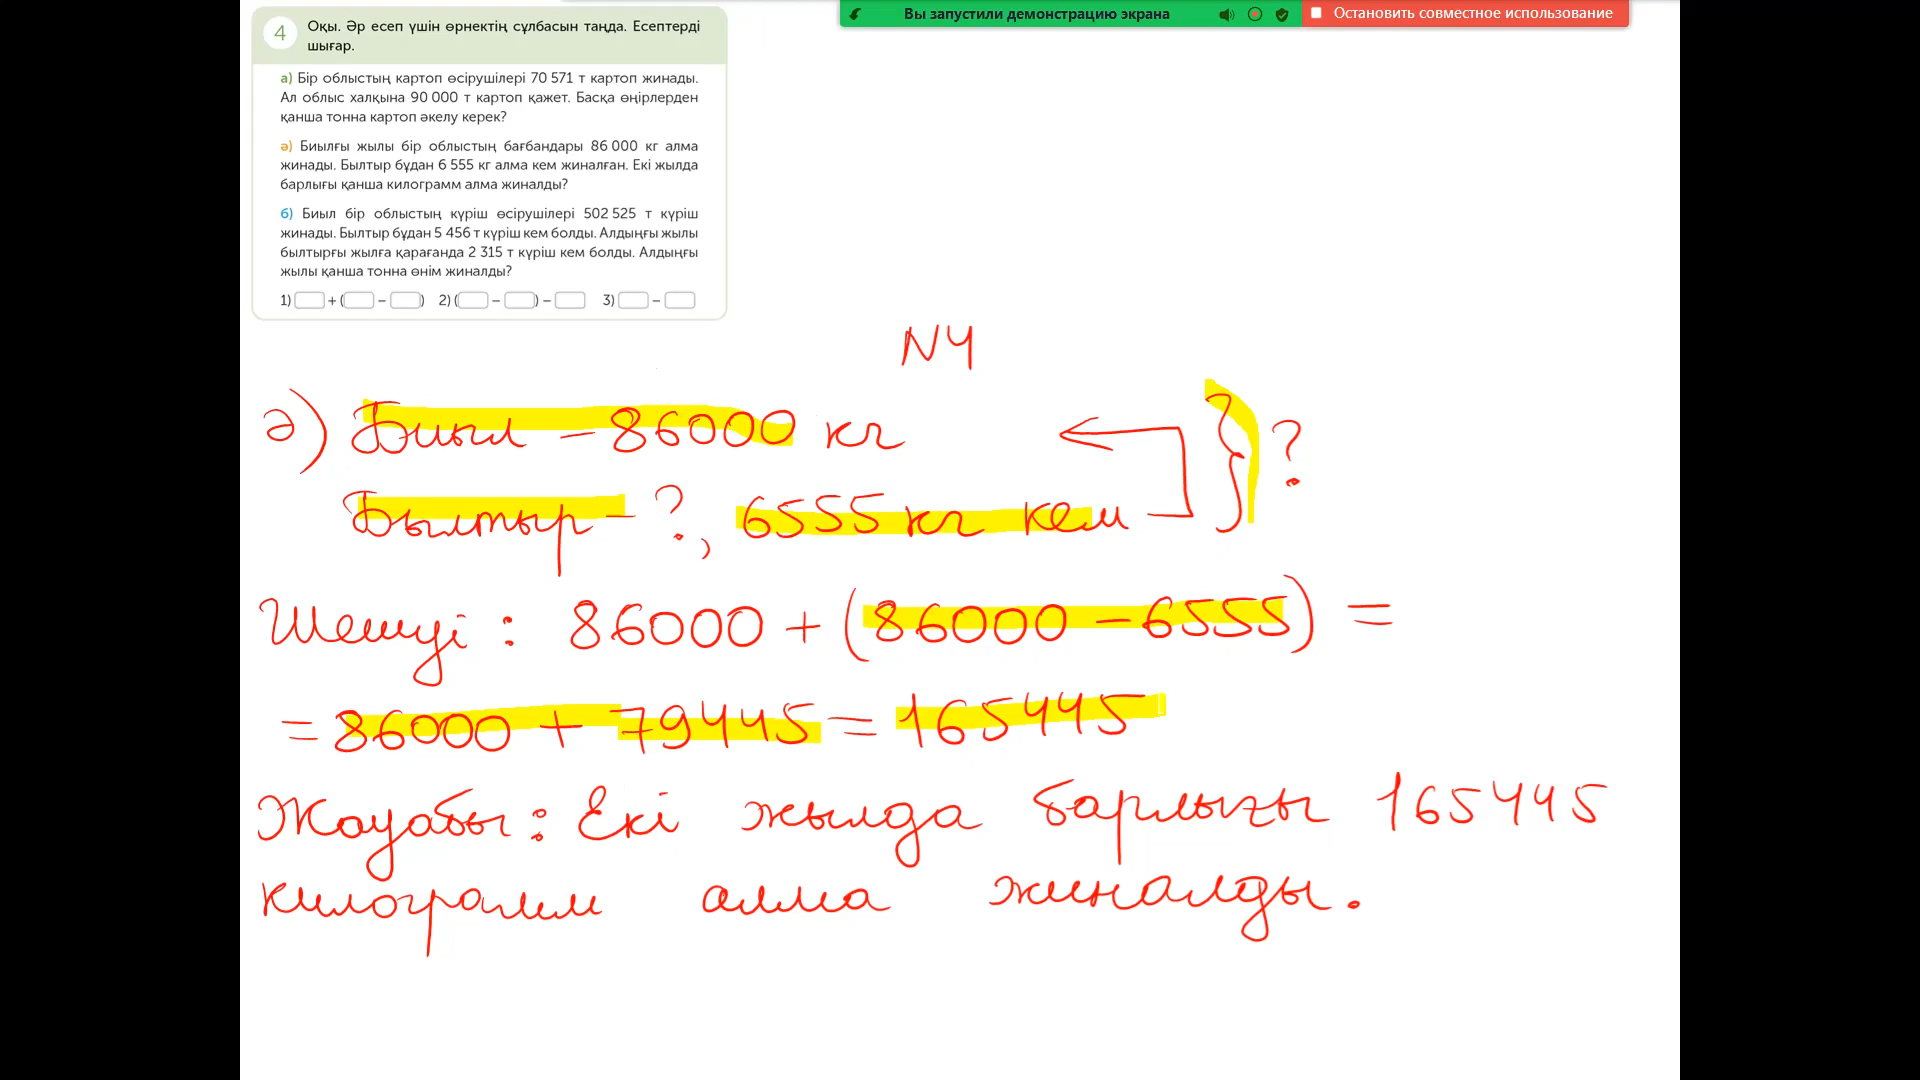 Вы запустили демонстрацию экрана
Остановить совместное использование
4 Оқы. Әр есеп үшін өрнектің сұлбасын таңда. Есептерді
шығар.
а) Бір облыстың картоп өсірушілері 70 571 т картоп жинады.
Ал облыс халқына 90 000 т картоп қажет. Басқа өңірлерден
қанша тонна картоп әкелу керек?
ә) Биылғы жылы бір облыстың бағбандары 86 000 кг алма
жинады. Былтыр бұдан 6 555 кг алма кем жиналған. Екі жылда
барлығы қанша килограмм алма жиналды?
б) Биыл бір облыстың күріш өсірушілері 502 525 т күріш
жинады. Былтыр бұдан 5 456 т күріш кем болды. Алдыңғы жылы
былтырғы жылға қарағанда 2 315 т күріш кем болды. Алдыңғы
жылы қанша тонна өнім жиналды?
1) + ( – ) 2) ( – ) – 3) –
N4
ә) Биыл – 86000 кг
Былтыр – ?, 6555 кг кем
?
Шешуі : 86000 + (86000 – 6555) =
= 86000 + 79445 = 165445
Жауабы: Екі жылда барлығы 165445
килограмм алма жиналды.